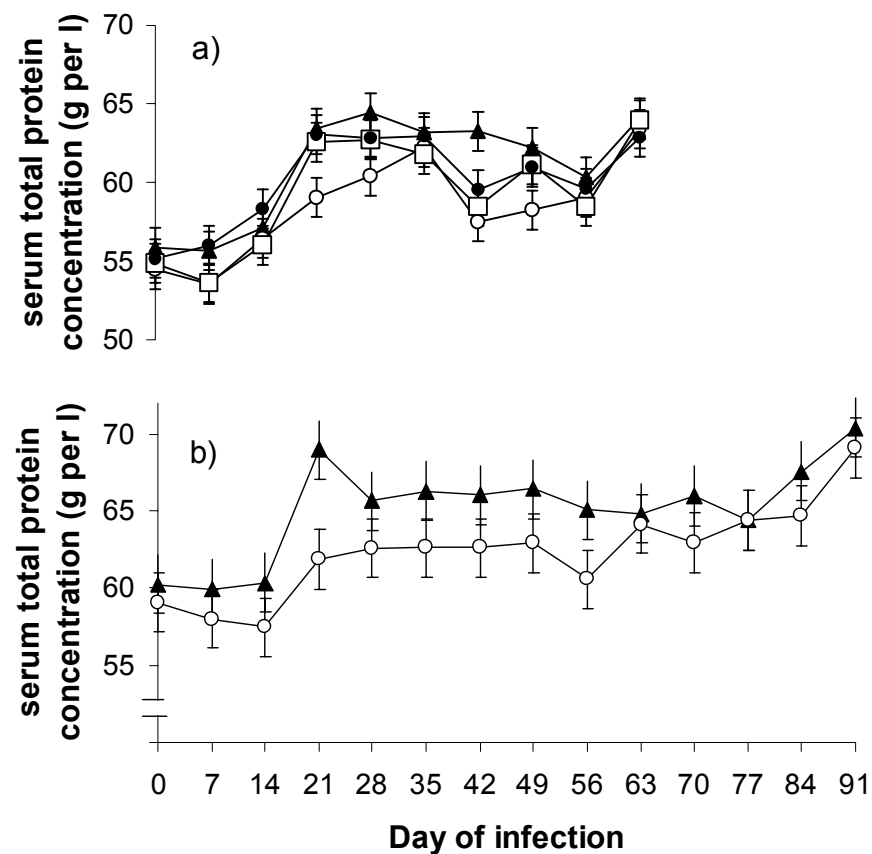 a)
serum total protein
concentration (g per l)
70
65
60
55
50
b)
serum total protein
concentration (g per l)
70
65
60
55
0 7 14 21 28 35 42 49 56 63 70 77 84 91
Day of infection